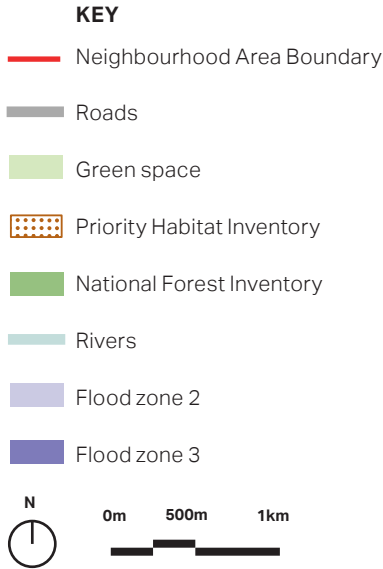 KEY
Neighbourhood Area Boundary
Roads
Green space
Priority Habitat Inventory
National Forest Inventory
Rivers
Flood zone 2
Flood zone 3
N
0m 500m 1km